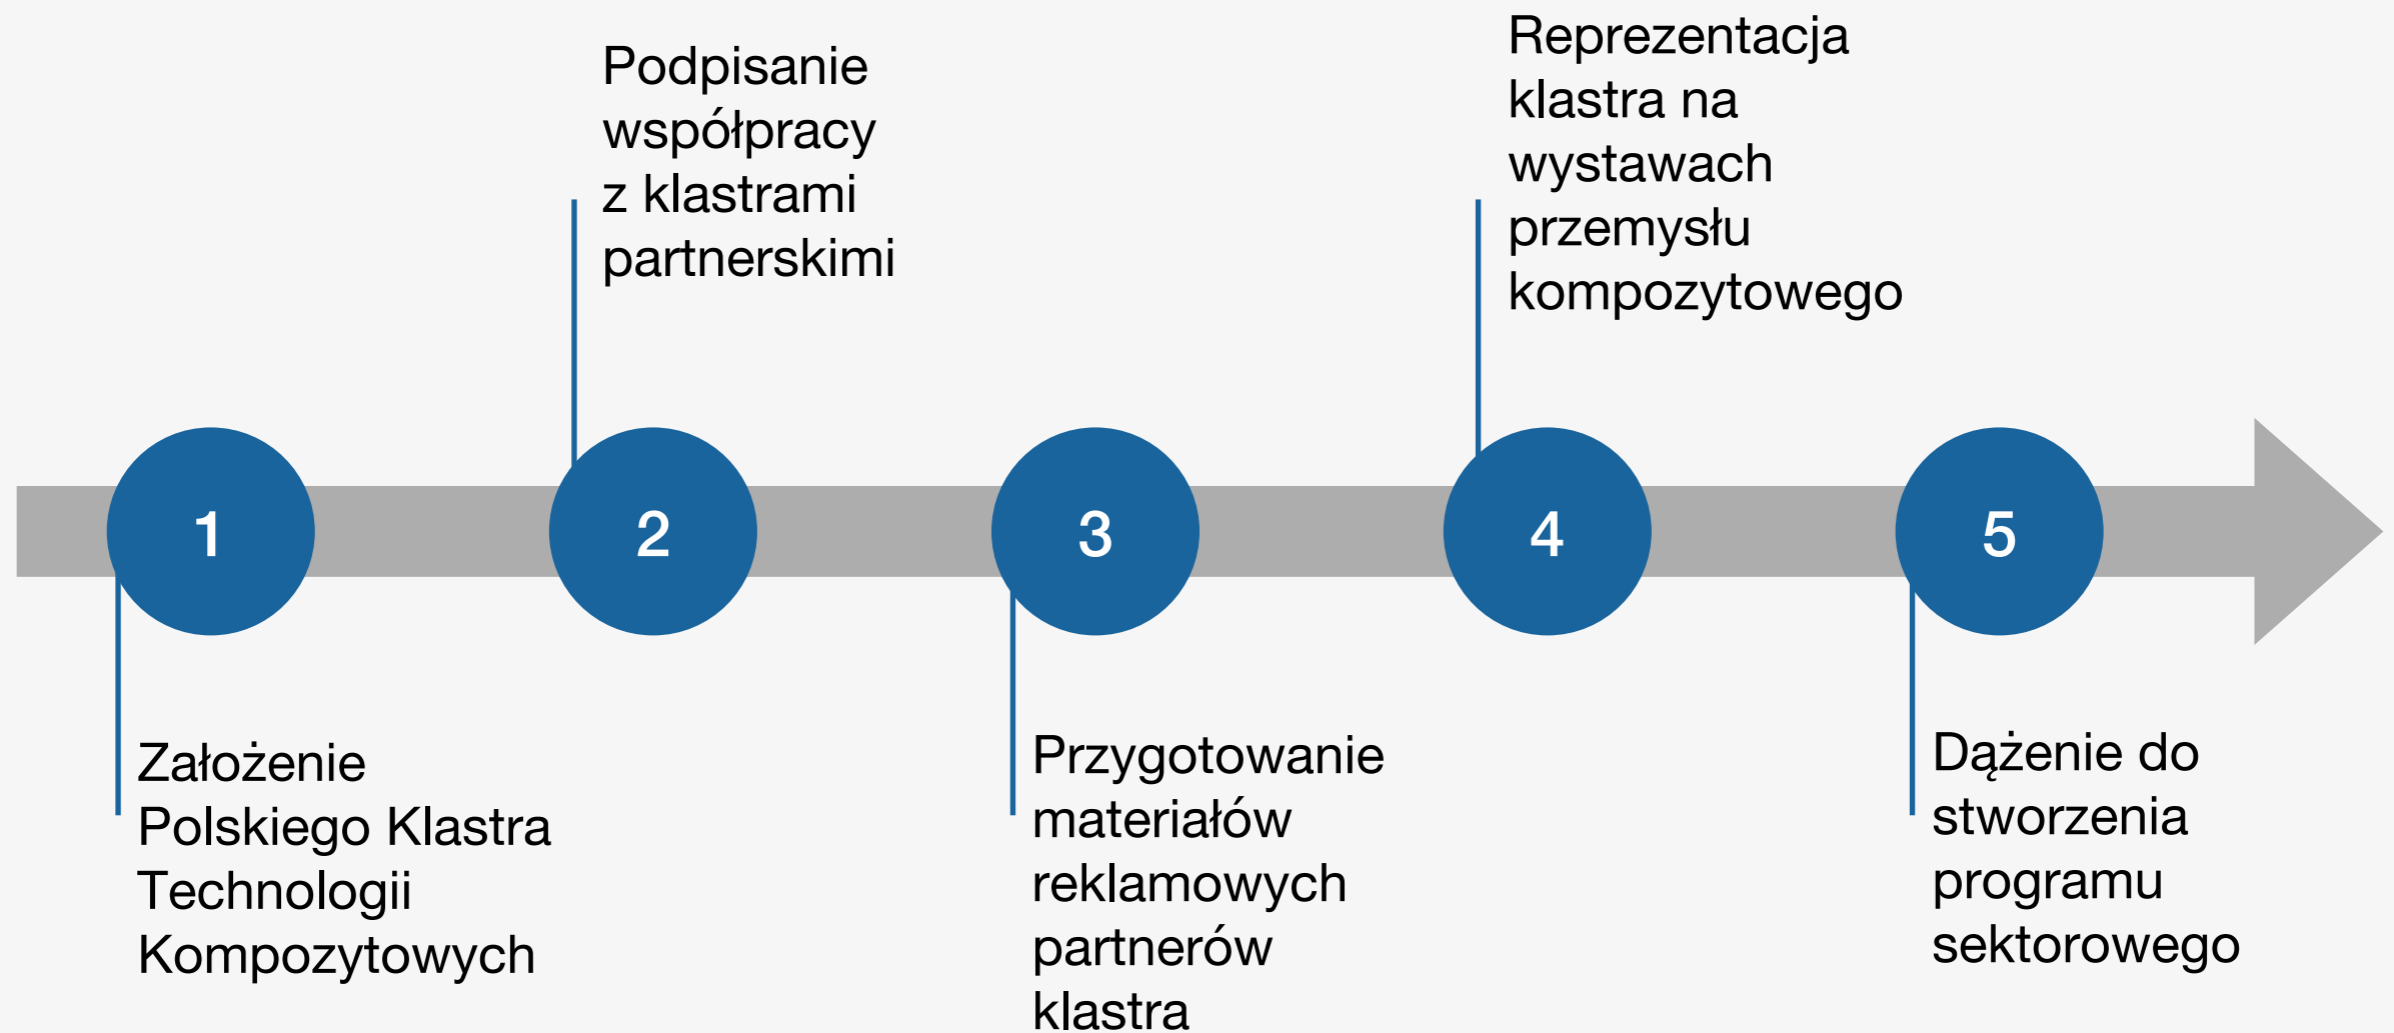 1
Założenie
Polskiego Klastra
Technologii
Kompozytowych
2
Podpisanie
współpracy
z klastrami
partnerskimi
3
Przygotowanie
materiałów
reklamowych
partnerów
klastra
4
Reprezentacja
klastra na
wystawach
przemysłu
kompozytowego
5
Dążenie do
stworzenia
programu
sektorowego